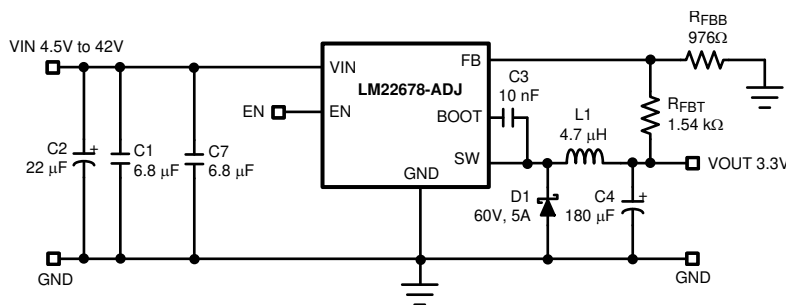 VIN 4.5V to 42V
EN
C2
22 µF
+
C1
6.8 µF
C7
6.8 µF
GND
VIN
LM22678-ADJ
EN
FB
BOOT
SW
GND
C3
10 nF
L1
4.7 µH
D1
60V, 5A
C4
180 µF
+
RFBB
976Ω
RFBT
1.54 kΩ
VOUT 3.3V
GND